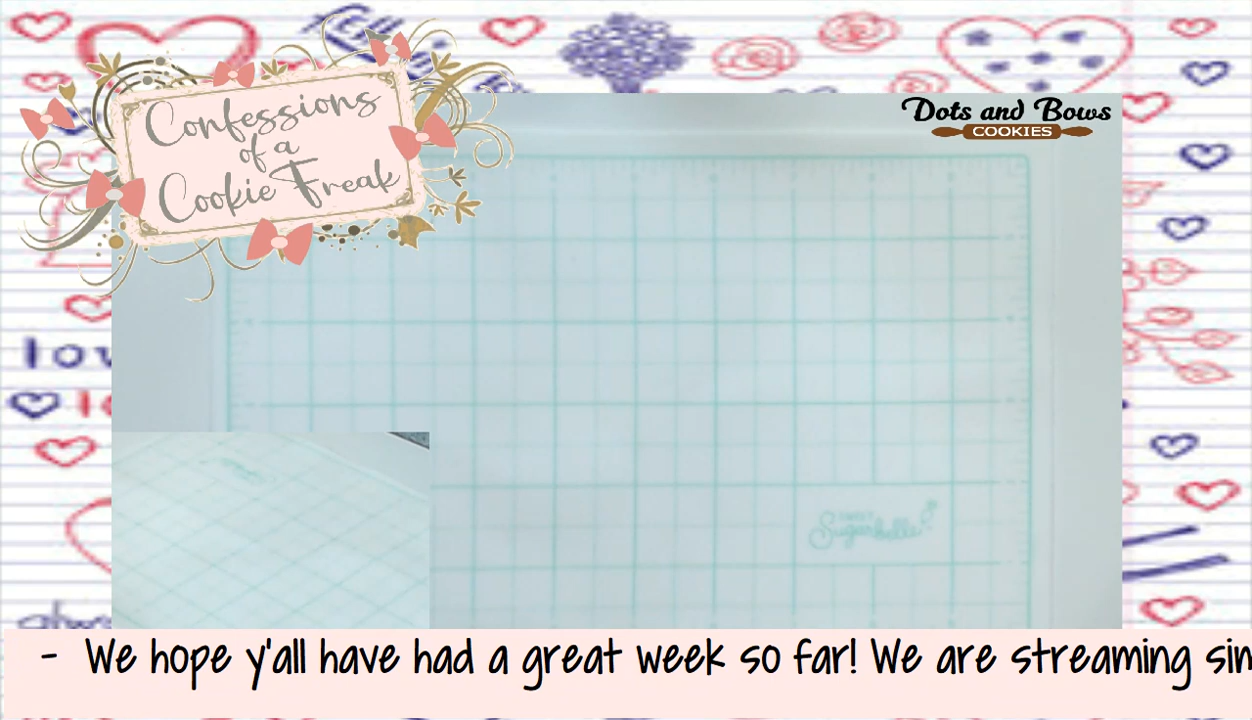 Confessions
of a
Cookie Freak
Dots and Bows
COOKIES
SWEET
Sugarbelle
- We hope y'all have had a great week so far! We are streaming